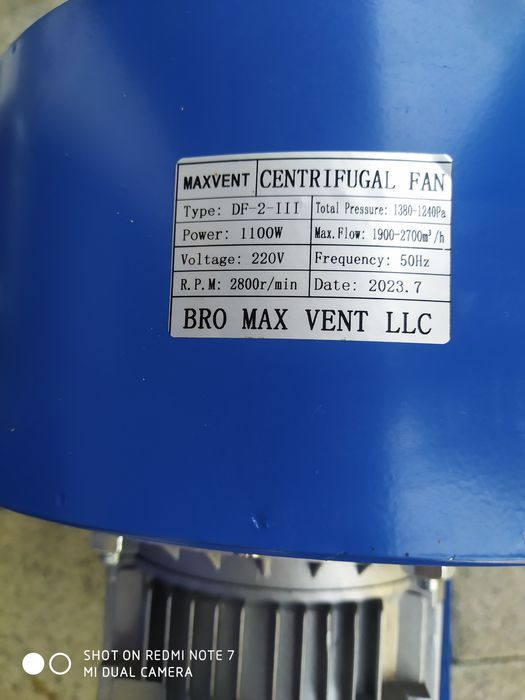 MAXVENT CENTRIFUGAL FAN
Type: DF-2-III Total Pressure: 1380-1240Pa
Power: 1100W Max.Flow: 1900-2700m³/h
Voltage: 220V Frequency: 50Hz
R.P.M: 2800r/min Date: 2023.7
BRO MAX VENT LLC
SHOT ON REDMI NOTE 7
MI DUAL CAMERA